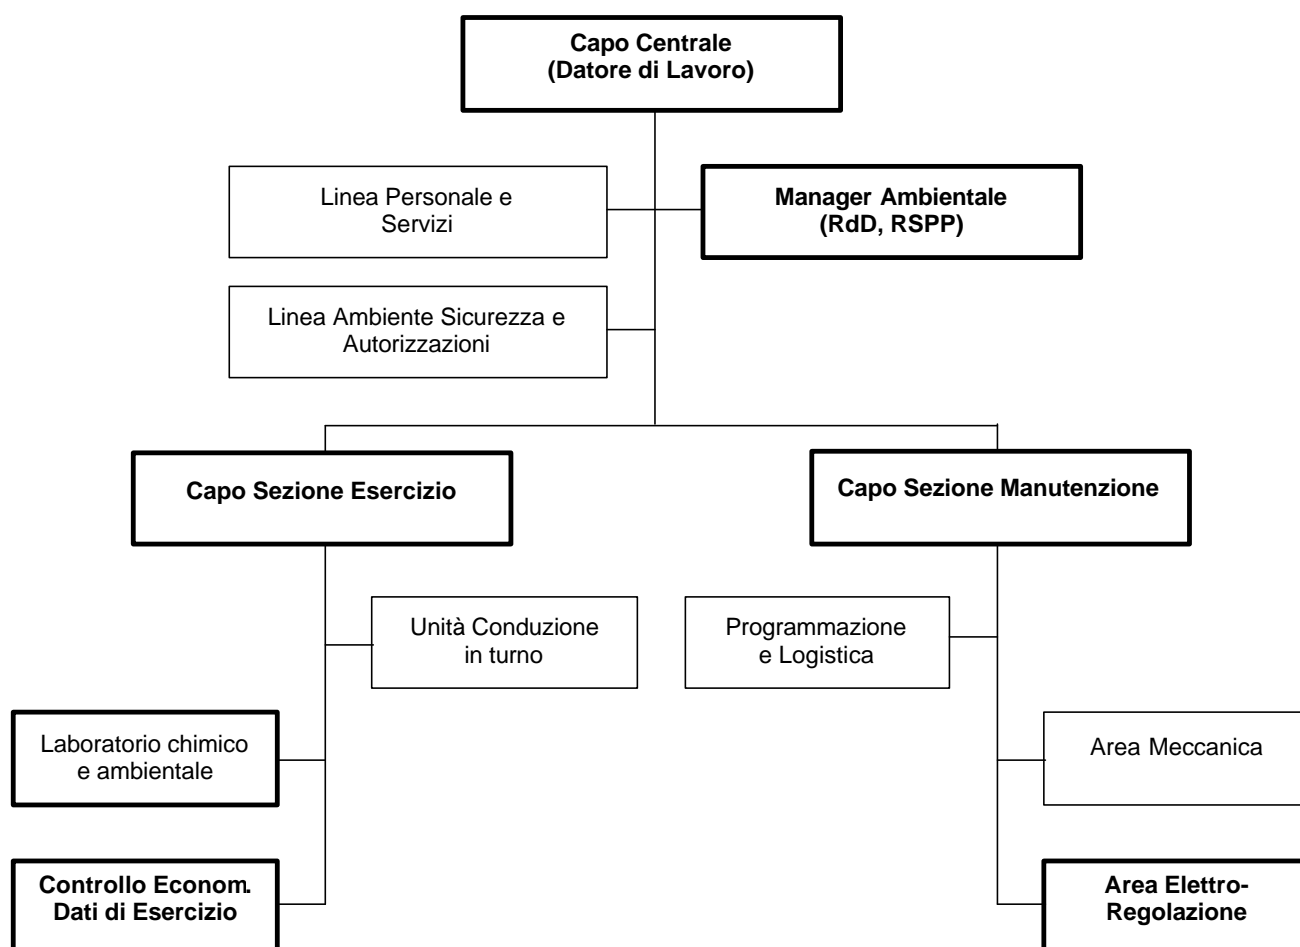 Capo Centrale
(Datore di Lavoro)
Linea Personale e
Servizi
Manager Ambientale
(RdD, RSPP)
Linea Ambiente Sicurezza e
Autorizzazioni
Capo Sezione Esercizio
Capo Sezione Manutenzione
Unità Conduzione
in turno
Programmazione
e Logistica
Laboratorio chimico
e ambientale
Area Meccanica
Controllo Econom.
Dati di Esercizio
Area Elettro-
Regolazione